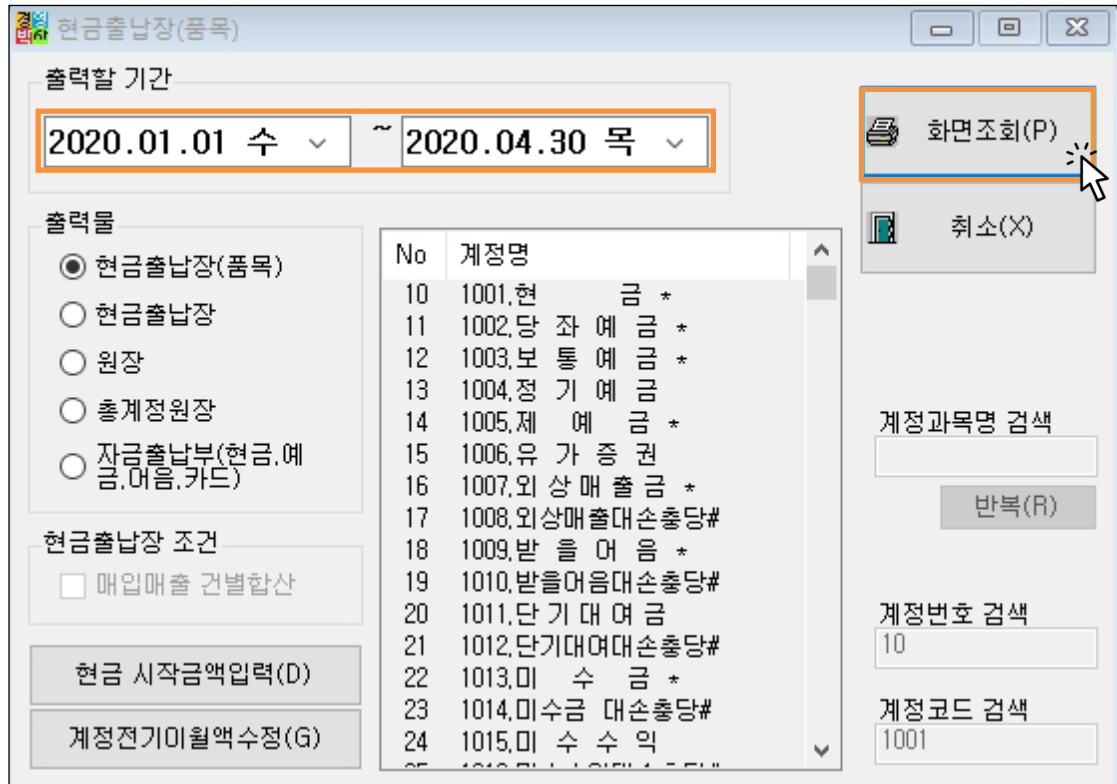 경영박사 현금출납장(품목)
출력할 기간
2020.01.01 수 ~ 2020.04.30 목
화면조회(P)
취소(X)
출력물
현금출납장(품목)
현금출납장
원장
총계정원장
자금출납부(현금,예
금,어음,카드)
현금출납장 조건
매입매출 건별합산
현금 시작금액입력(D)
계정전기이월액수정(G)
No 계정명
10 1001,현 금 *
11 1002,당 좌 예 금 *
12 1003,보 통 예 금 *
13 1004,정 기 예 금
14 1005,제 예 금 *
15 1006,유 가 증 권
16 1007,외 상 매 출 금 *
17 1008,외상매출대손충당#
18 1009,받 을 어 음 *
19 1010,받을어음대손충당#
20 1011,단 기 대 여 금
21 1012,단기대여대손충당#
22 1013,미 수 금 *
23 1014,미수금 대손충당#
24 1015,미 수 수 익
계정과목명 검색
반복(R)
계정번호 검색
10
계정코드 검색
1001